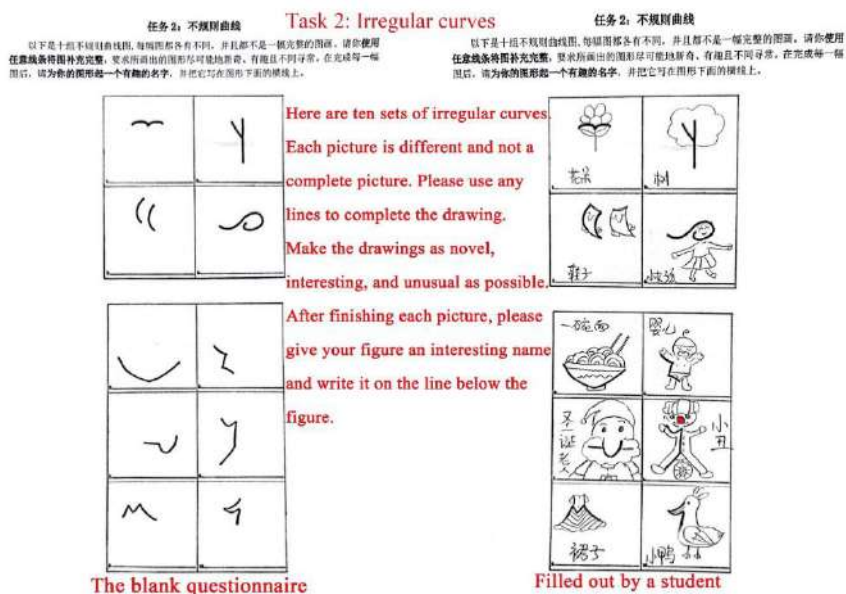 任务2：不规则曲线
以下是十组不规则曲线图，每幅图都各有不同，并且都不是一幅完整的图画，请你使用
任意线条将图补充完整，要求所画出的图形尽可能地新奇、有趣且不同寻常。在完成每一幅
图后，请为你的图形起一个有趣的名字，并把它写在图形下面的横线上。
Task 2: Irregular curves
任务2：不规则曲线
以下是十组不规则曲线图，每幅图都各有不同，并且都不是一幅完整的图画，请你使用
任意线条将图补充完整，要求所画出的图形尽可能地新奇、有趣且不同寻常。在完成每一幅
图后，请为你的图形起一个有趣的名字，并把它写在图形下面的横线上。
Here are ten sets of irregular curves.
Each picture is different and not a
complete picture. Please use any
lines to complete the drawing.
Make the drawings as novel,
interesting, and unusual as possible.
After finishing each picture, please
give your figure an interesting name
and write it on the line below the
figure.
花朵
树
鞋子
小女孩
一碗面
婴儿
圣诞老人
小丑
裙子
小鸭
The blank questionnaire
Filled out by a student